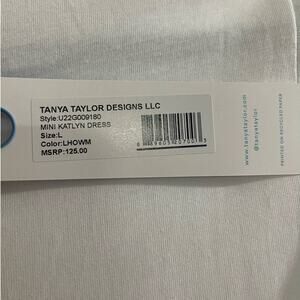 TANYA TAYLOR DESIGNS LLC
Style:U22G009180
MINI KATLYN DRESS
Size:L
Color:LHOWM
MSRP:125.00
www.tanyataylor.com
@tanyataylor
PRINTED ON RECYCLED PAPER